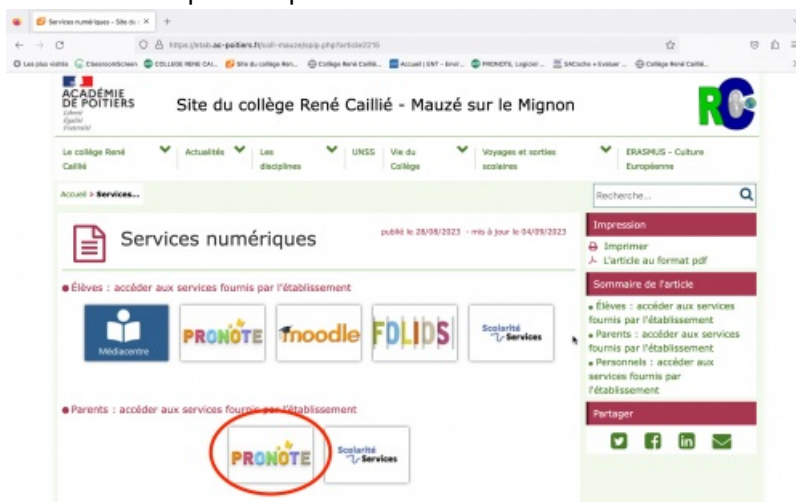 Services numériques - Site du c
https://etab.ac-poitiers.fr/coll-mauze/spip.php?article2215
Les plus visités ClassroomScreen COLLEGE RENE CAI... Site du collège Ren... Collège René Caillé... Accueil | ENT - Envir... PRONOTE, Logiciel ... SACoche » Evaluer ... Collège René Caillé...
ACADÉMIE
DE POITIERS
Liberté
Égalité
Fraternité
Site du collège René Caillié - Mauzé sur le Mignon
RC
Le collège René Caillié
Actualités
Les disciplines
UNSS
Vie du Collège
Voyages et sorties scolaires
ERASMUS - Culture Européenne
Accueil > Services...
Recherche...
Services numériques
publié le 28/08/2023 - mis à jour le 04/09/2023
Élèves : accéder aux services fournis par l'établissement
Médiacentre
PRONOTE
moodle
FOLIOS
Scolarité
Services
Parents : accéder aux services fournis par l'établissement
PRONOTE
Scolarité
Services
Impression
Imprimer
L'article au format pdf
Sommaire de l'article
Élèves : accéder aux services
fournis par l'établissement
Parents : accéder aux services
fournis par l'établissement
Personnels : accéder aux
services fournis par
l'établissement
Partager